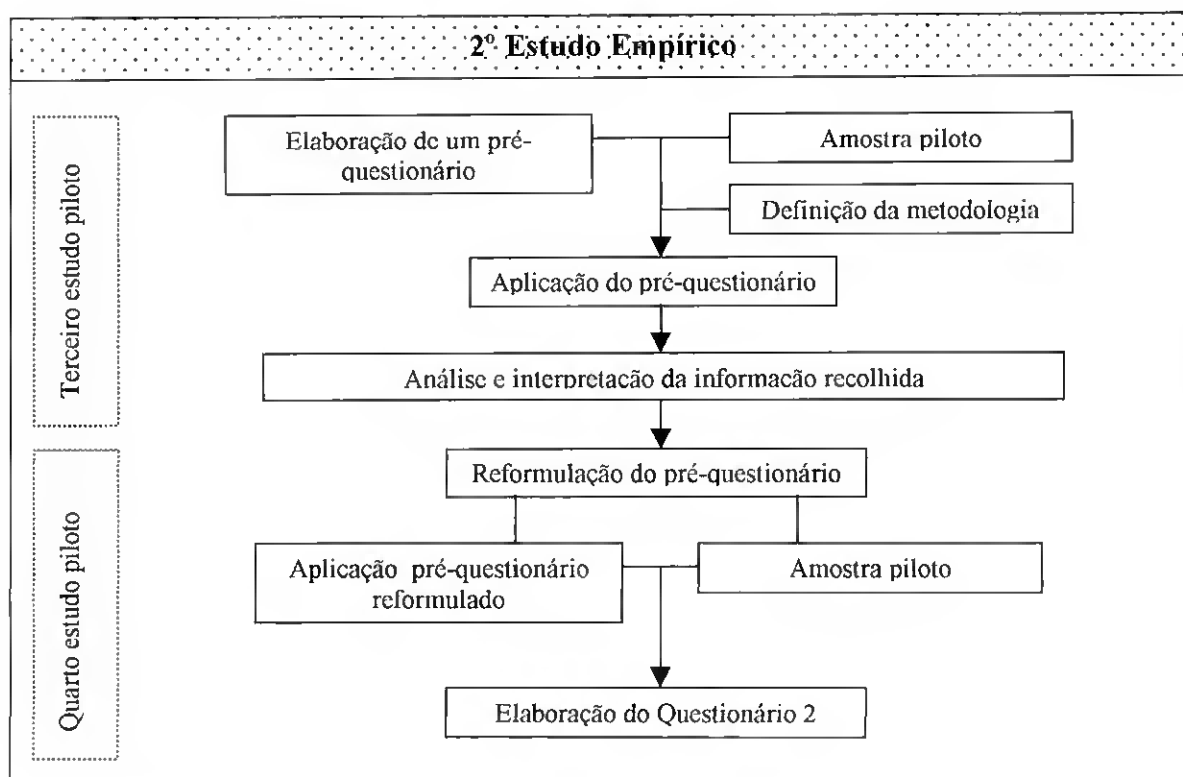 2º Estudo Empírico
Terceiro estudo piloto
Elaboração de um pré-
questionário
Amostra piloto
Definição da metodologia
Aplicação do pré-questionário
Análise e interpretação da informação recolhida
Quarto estudo piloto
Reformulação do pré-questionário
Aplicação pré-questionário
reformulado
Amostra piloto
Elaboração do Questionário 2